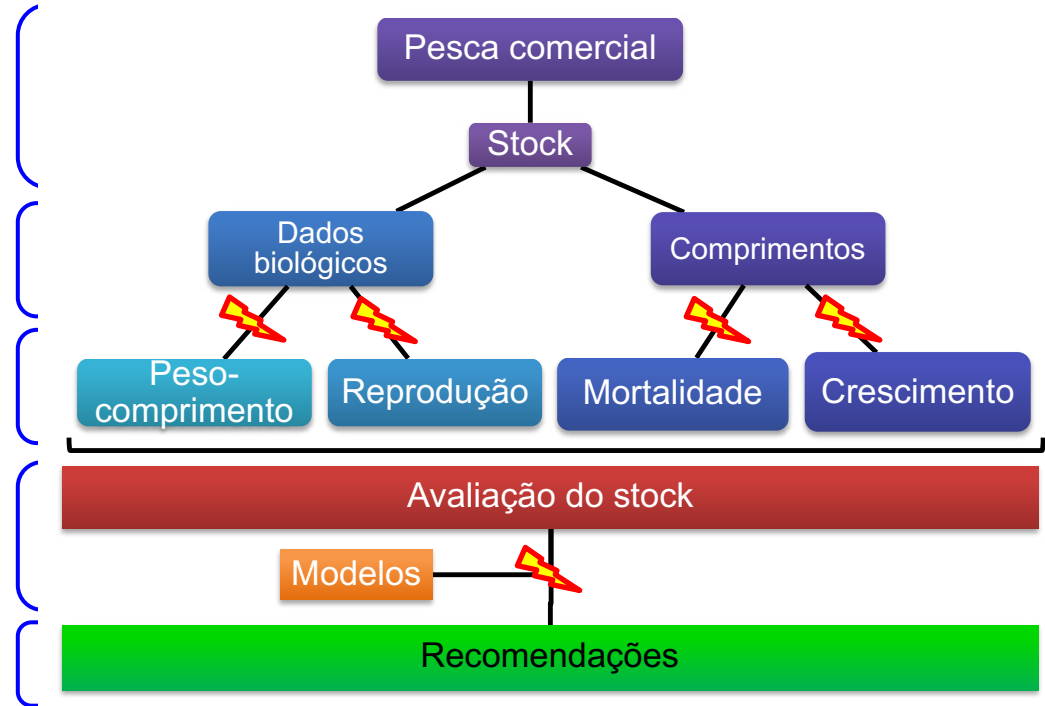 Pesca comercial
Stock
Dados
biológicos
Comprimentos
Peso-
comprimento
Reprodução
Mortalidade
Crescimento
Avaliação do stock
Modelos
Recomendações